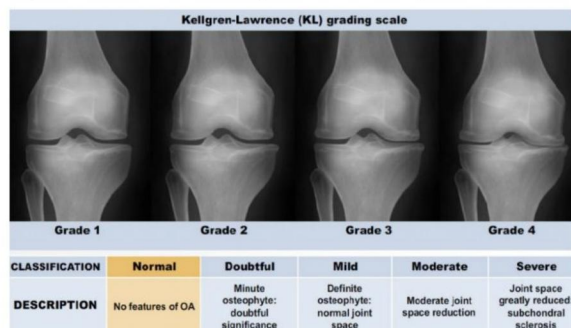 Kellgren-Lawrence (KL) grading scale
Grade 1 Grade 2 Grade 3 Grade 4
CLASSIFICATION Normal Doubtful Mild Moderate Severe
DESCRIPTION No features of OA
Minute
osteophyte:
doubtful
significance
Definite
osteophyte:
normal joint
space
Moderate joint
space reduction
Joint space
greatly reduced:
subchondral
sclerosis